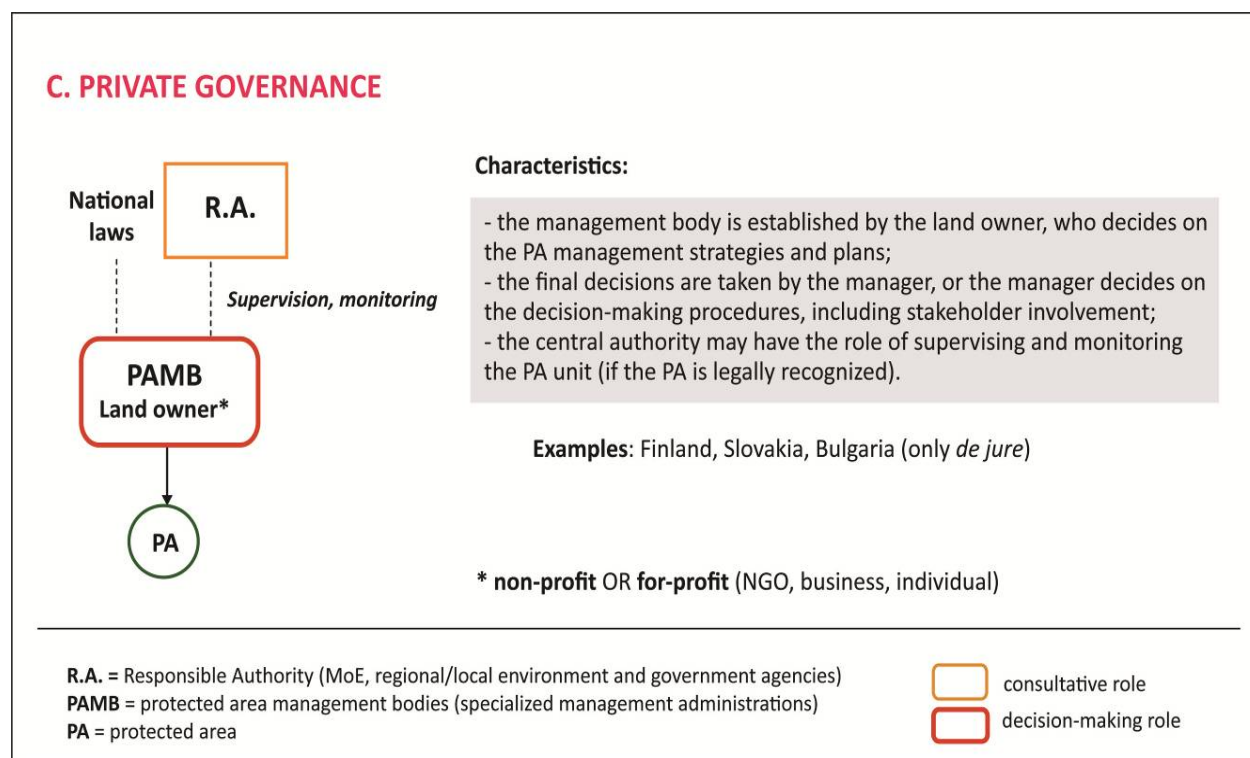 C. PRIVATE GOVERNANCE
National
laws
R.A.
Supervision, monitoring
PAMB
Land owner*
PA
Characteristics:
- the management body is established by the land owner, who decides on
the PA management strategies and plans;
- the final decisions are taken by the manager, or the manager decides on
the decision-making procedures, including stakeholder involvement;
- the central authority may have the role of supervising and monitoring
the PA unit (if the PA is legally recognized).
Examples: Finland, Slovakia, Bulgaria (only de jure)
* non-profit OR for-profit (NGO, business, individual)
R.A. = Responsible Authority (MoE, regional/local environment and government agencies)
PAMB = protected area management bodies (specialized management administrations)
PA = protected area
consultative role
decision-making role